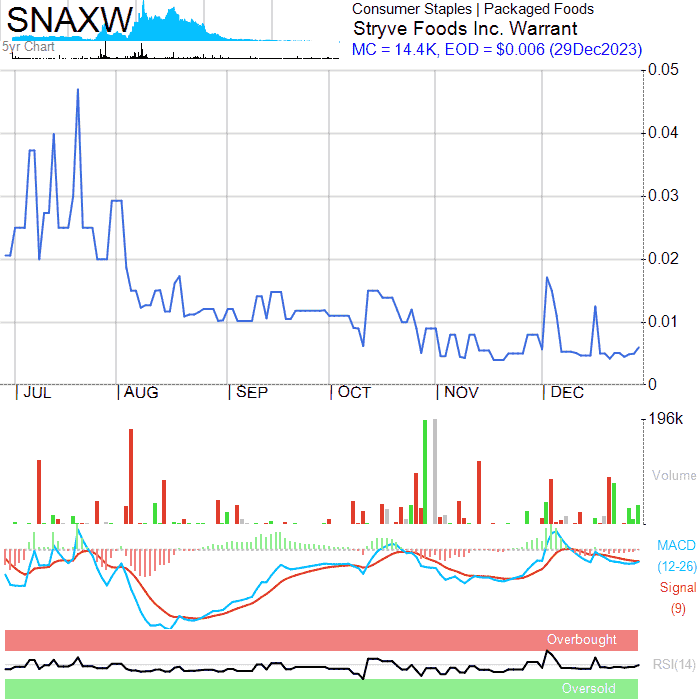 SNAXW
5yr Chart
Consumer Staples | Packaged Foods
Stryve Foods Inc. Warrant
MC = 14.4K, EOD = $0.006 (29Dec2023)
0.05
0.04
0.03
0.02
0.01
0
JUL AUG SEP OCT NOV DEC
196k
Volume
MACD
(12-26)
Signal
(9)
Overbought
RSI(14)
Oversold